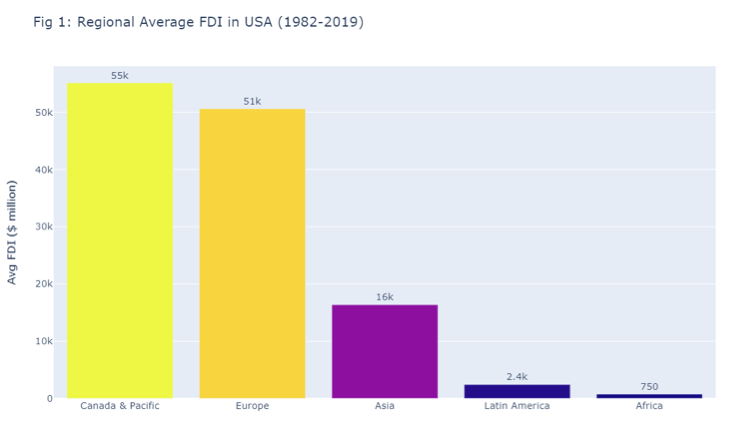 Fig 1: Regional Average FDI in USA (1982-2019)
Avg FDI ($ million)
50k
40k
30k
20k
10k
0
55k
51k
16k
2.4k
750
Canada & Pacific
Europe
Asia
Latin America
Africa